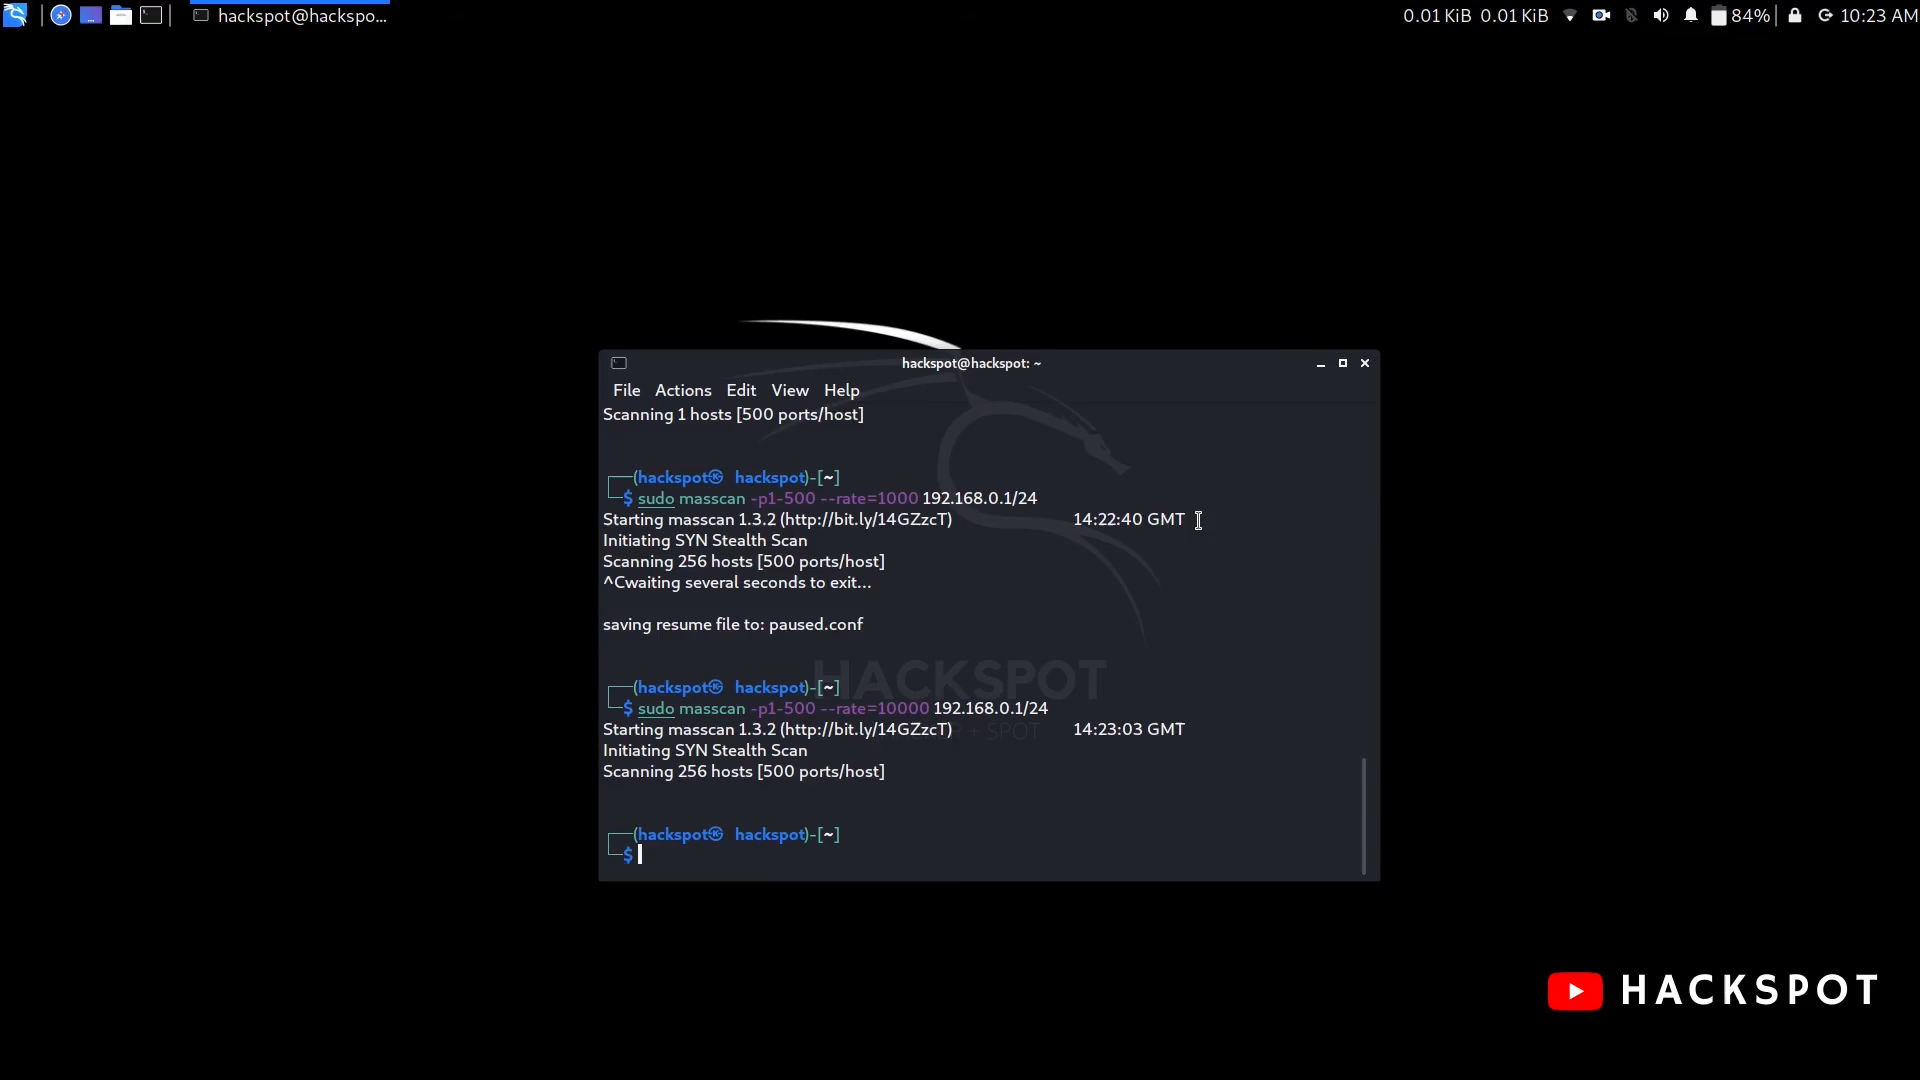 hackspot@hackspo... 0.01 KiB 0.01 KiB 84% 10:23 AM
hackspot@hackspot: ~
File Actions Edit View Help
Scanning 1 hosts [500 ports/host]
(hackspot㉿ hackspot)-[~]
$ sudo masscan -p1-500 --rate=1000 192.168.0.1/24
Starting masscan 1.3.2 (http://bit.ly/14GZzcT) 14:22:40 GMT
Initiating SYN Stealth Scan
Scanning 256 hosts [500 ports/host]
^Cwaiting several seconds to exit...
saving resume file to: paused.conf
HACKSPOT
(hackspot㉿ hackspot)-[~]
$ sudo masscan -p1-500 --rate=10000 192.168.0.1/24
Starting masscan 1.3.2 (http://bit.ly/14GZzcT) 14:23:03 GMT
+ SPOT
Initiating SYN Stealth Scan
Scanning 256 hosts [500 ports/host]
(hackspot㉿ hackspot)-[~]
$
HACKSPOT